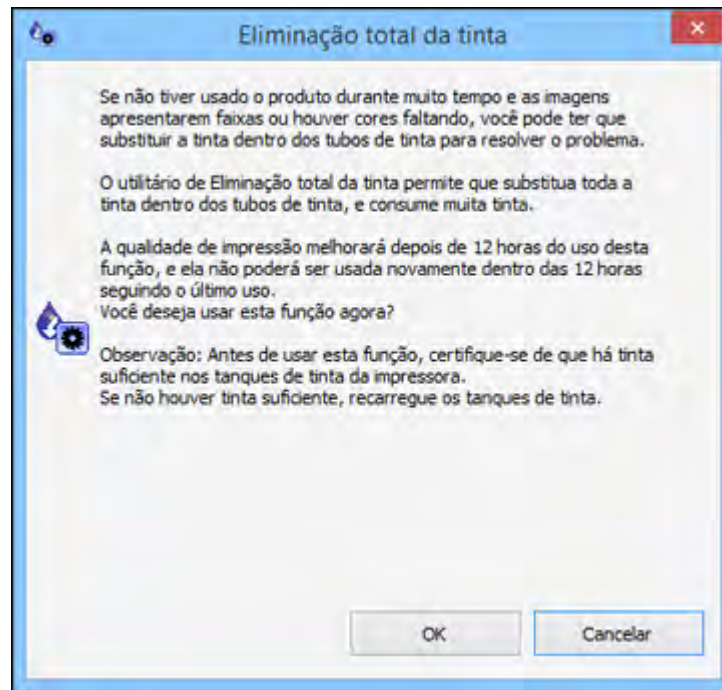 Eliminação total da tinta
Se não tiver usado o produto durante muito tempo e as imagens
apresentarem faixas ou houver cores faltando, você pode ter que
substituir a tinta dentro dos tubos de tinta para resolver o problema.
O utilitário de Eliminação total da tinta permite que substitua toda a
tinta dentro dos tubos de tinta, e consume muita tinta.
A qualidade de impressão melhorará depois de 12 horas do uso desta
função, e ela não poderá ser usada novamente dentro das 12 horas
seguindo o último uso.
Você deseja usar esta função agora?
Observação: Antes de usar esta função, certifique-se de que há tinta
suficiente nos tanques de tinta da impressora.
Se não houver tinta suficiente, recarregue os tanques de tinta.
OK
Cancelar